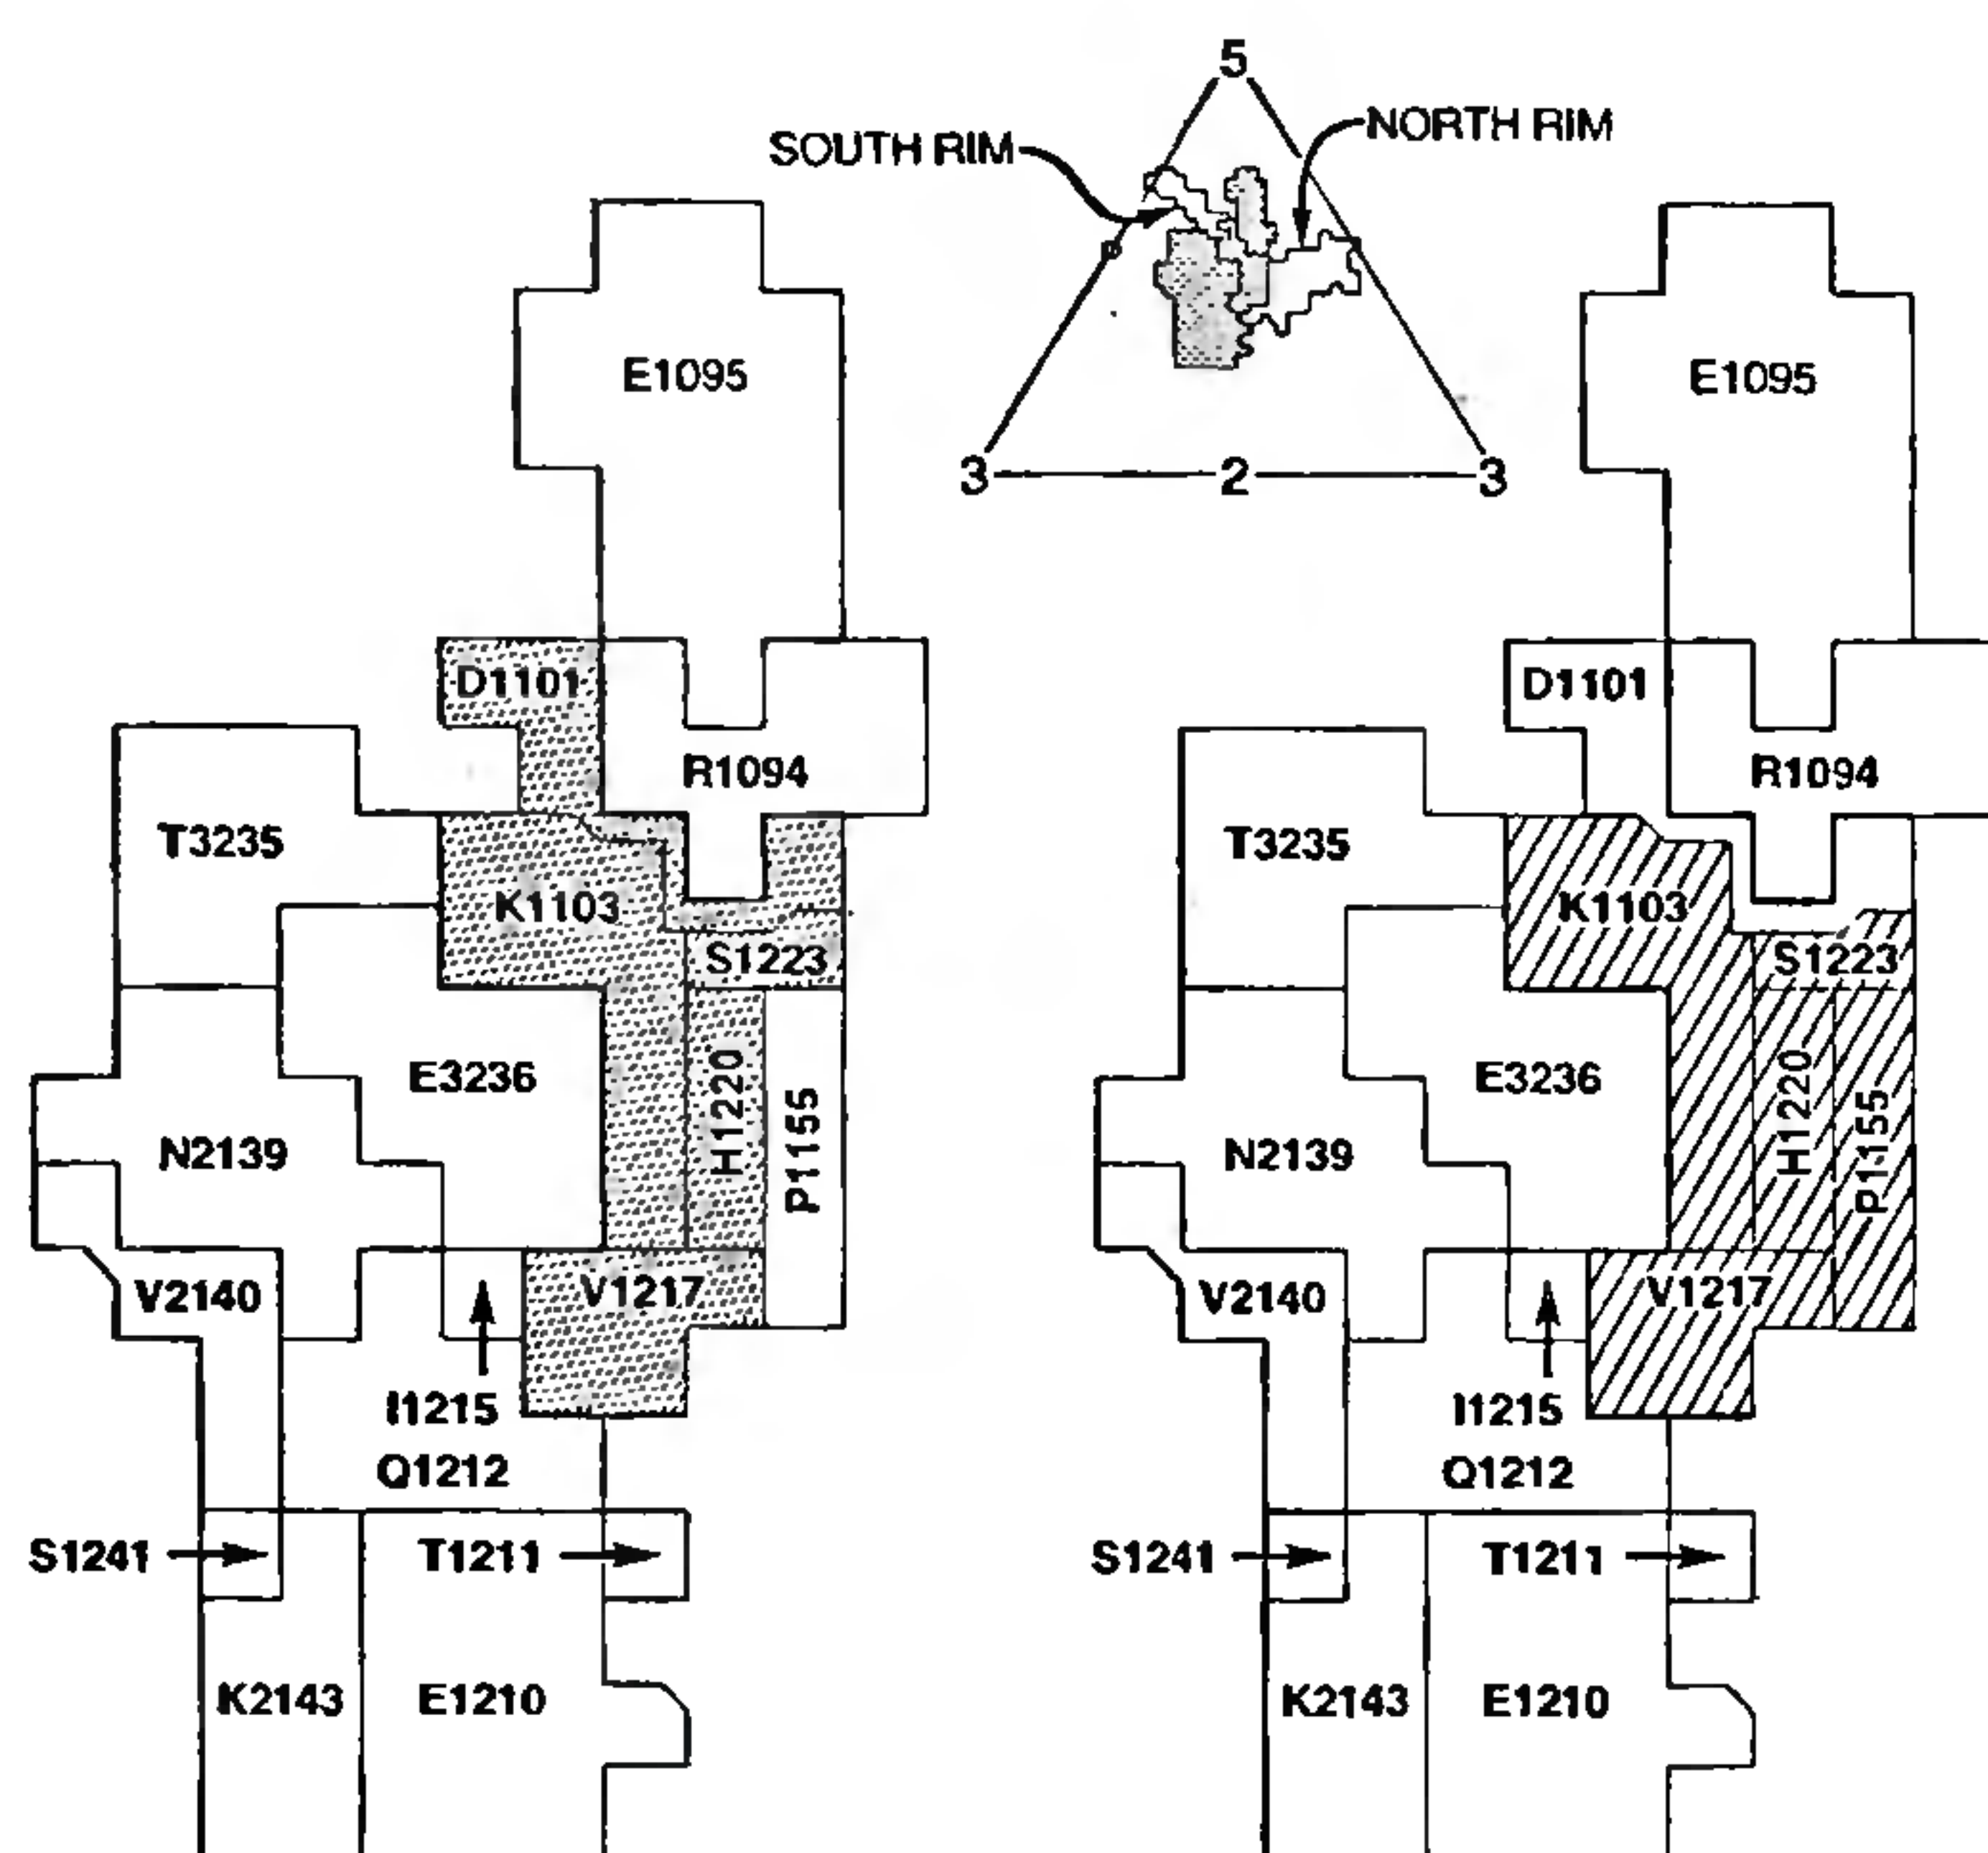 5
SOUTH RIM
NORTH RIM
3
2
3
E1095
D1101
R1094
T3235
K1103
S1223
E3236
H1220
P1155
N2139
V2140
V1217
I1215
Q1212
S1241
T1211
K2143
E1210
E1095
D1101
R1094
T3235
K1103
S1223
E3236
H1220
P1155
N2139
V2140
V1217
I1215
Q1212
S1241
T1211
K2143
E1210